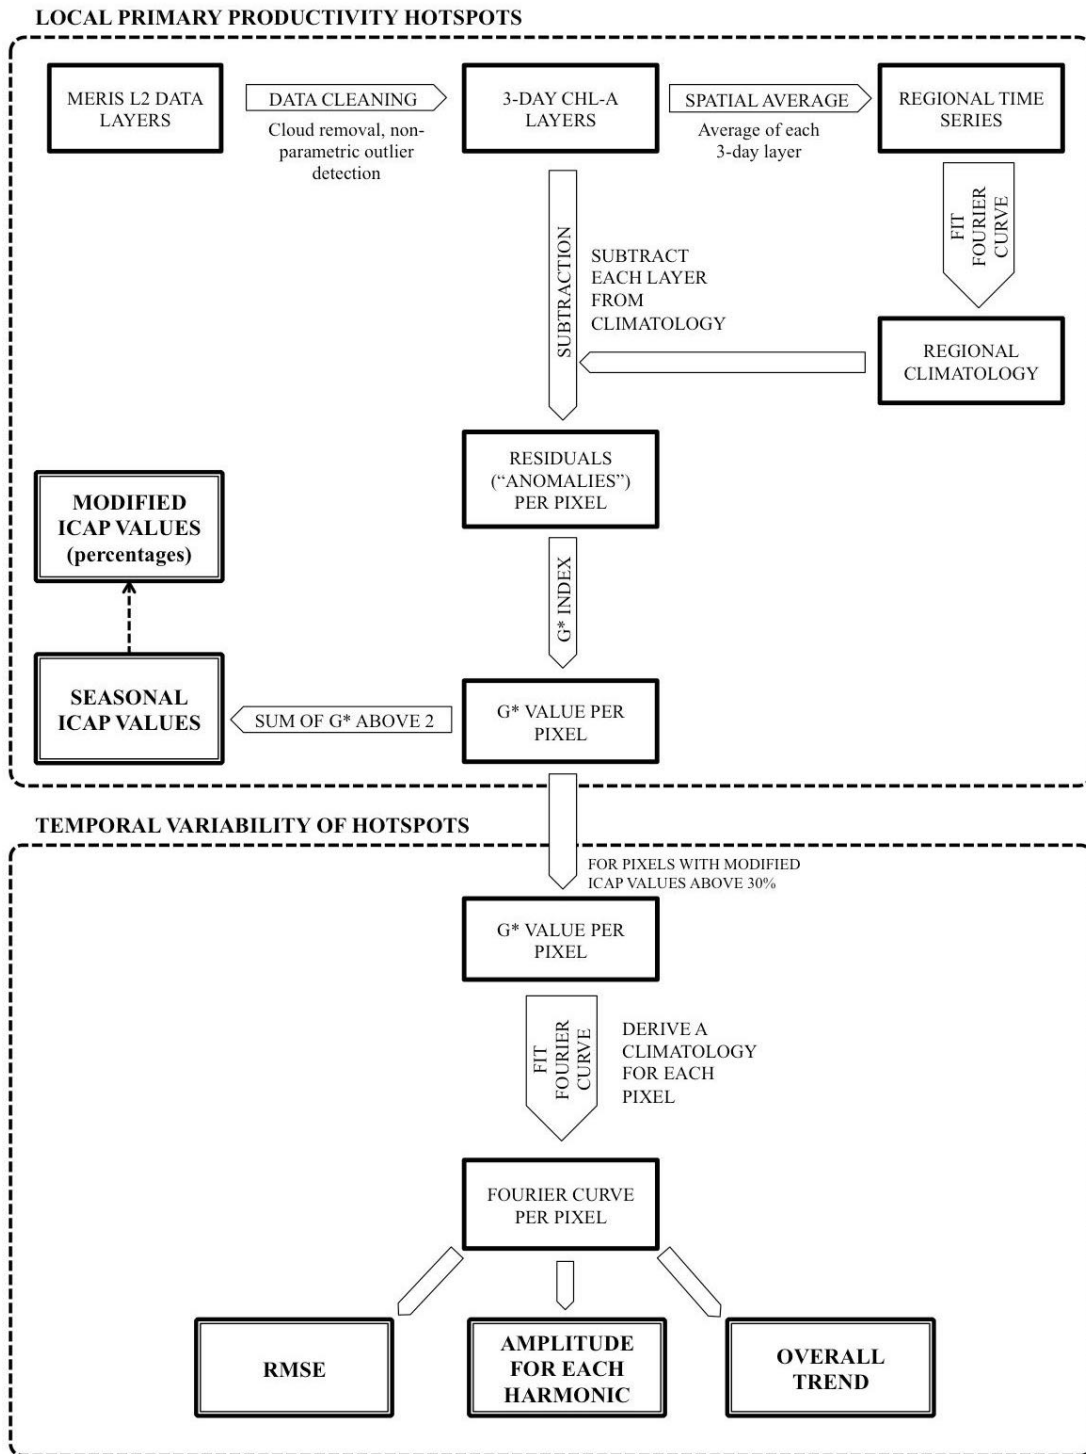 LOCAL PRIMARY PRODUCTIVITY HOTSPOTS
MERIS L2 DATA
LAYERS
DATA CLEANING
Cloud removal, non-
parametric outlier
detection
3-DAY CHL-A
LAYERS
SPATIAL AVERAGE
Average of each
3-day layer
REGIONAL TIME
SERIES
FIT
FOURIER
CURVE
SUBTRACTION
SUBTRACT
EACH LAYER
FROM
CLIMATOLOGY
REGIONAL
CLIMATOLOGY
RESIDUALS
(“ANOMALIES”)
PER PIXEL
MODIFIED
ICAP VALUES
(percentages)
G* INDEX
SEASONAL
ICAP VALUES
SUM OF G* ABOVE 2
G* VALUE PER
PIXEL
TEMPORAL VARIABILITY OF HOTSPOTS
FOR PIXELS WITH MODIFIED
ICAP VALUES ABOVE 30%
G* VALUE PER
PIXEL
FIT
FOURIER
CURVE
DERIVE A
CLIMATOLOGY
FOR EACH
PIXEL
FOURIER CURVE
PER PIXEL
RMSE
AMPLITUDE
FOR EACH
HARMONIC
OVERALL
TREND